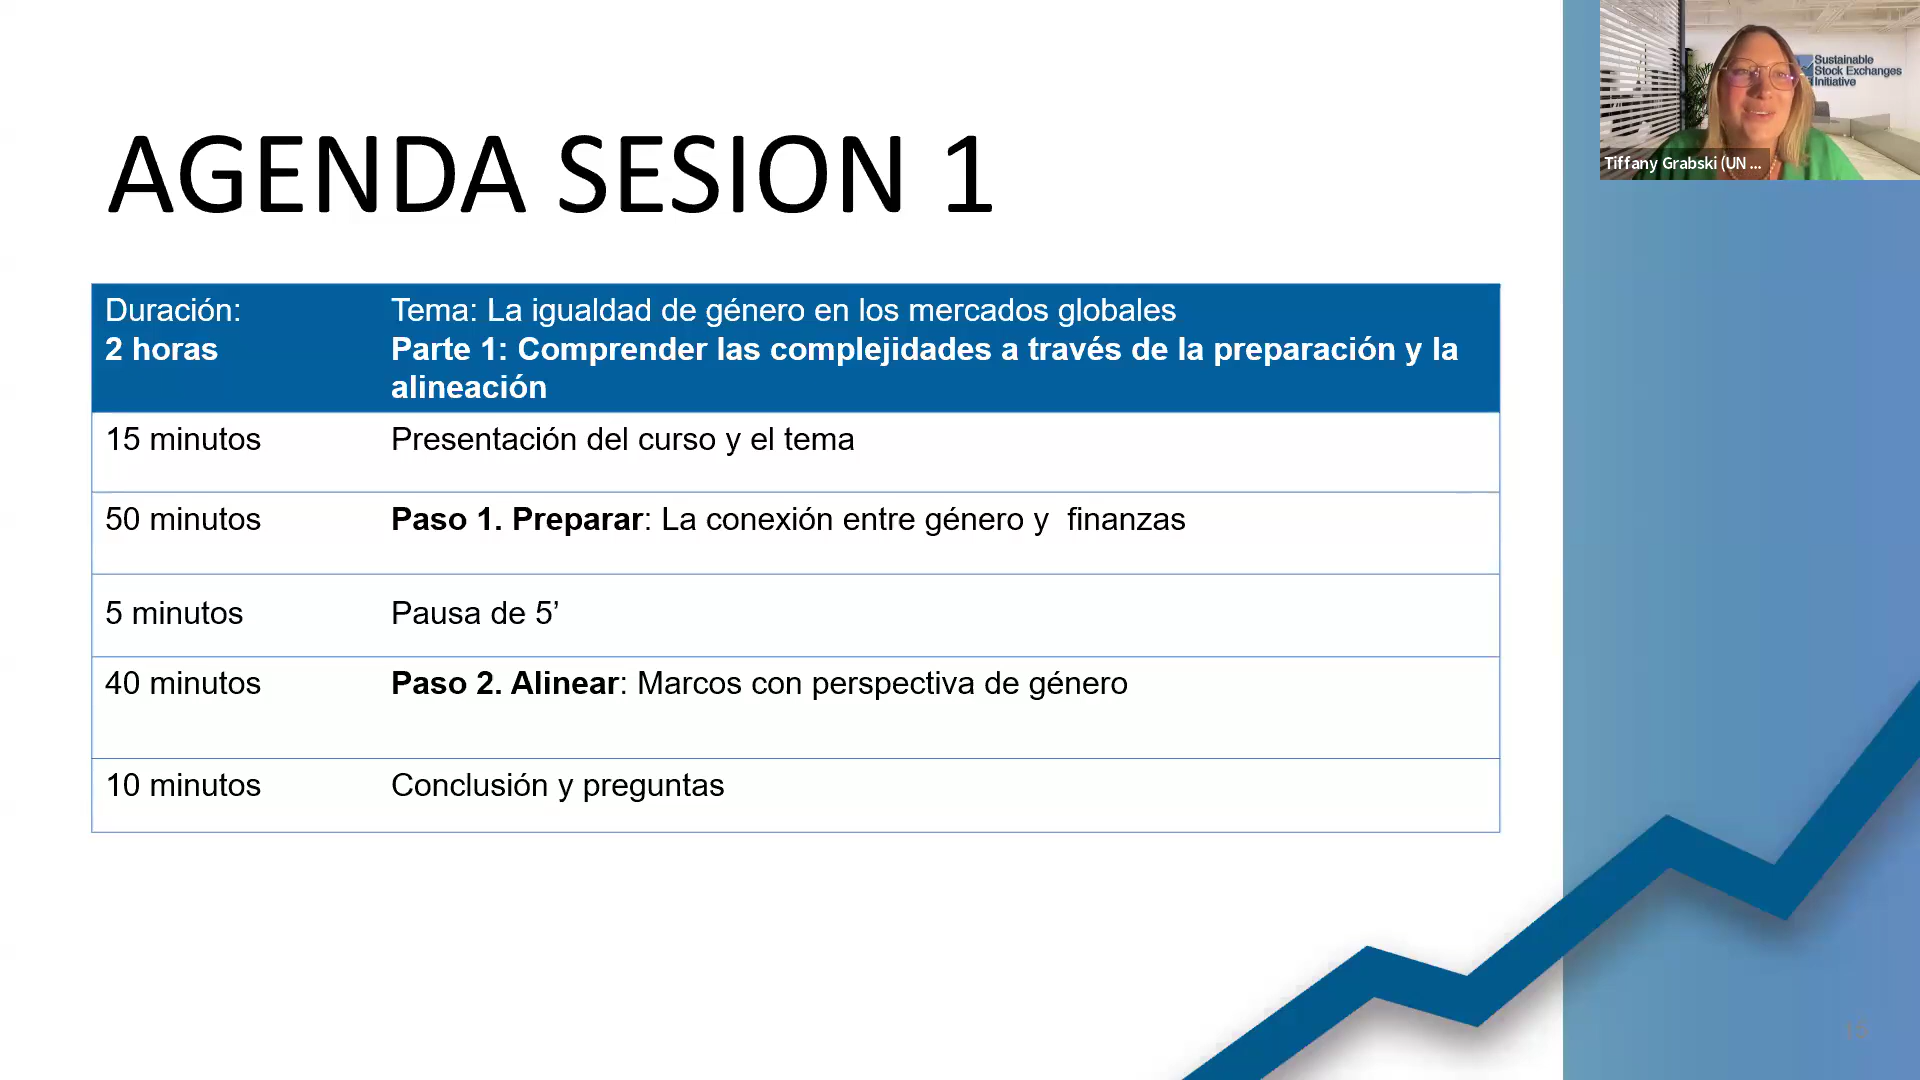 AGENDA SESION 1
Duración:
2 horas
Tema: La igualdad de género en los mercados globales
Parte 1: Comprender las complejidades a través de la preparación y la
alineación
15 minutos
Presentación del curso y el tema
50 minutos
Paso 1. Preparar: La conexión entre género y  finanzas
5 minutos
Pausa de 5’
40 minutos
Paso 2. Alinear: Marcos con perspectiva de género
10 minutos
Conclusión y preguntas
Sustainable
Stock Exchanges
Initiative
Tiffany Grabski (UN ...
15